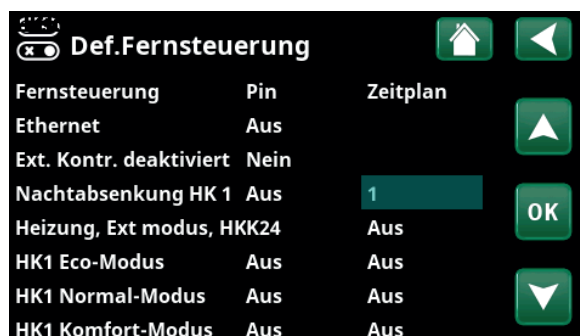 Def.Fernsteuerung
Fernsteuerung Pin Zeitplan
Ethernet Aus
Ext. Kontr. deaktiviert Nein
Nachtabsenkung HK 1 Aus 1
OK
Heizung, Ext modus, HKK24 Aus
HK1 Eco-Modus Aus Aus
HK1 Normal-Modus Aus Aus
HK1 Komfort-Modus Aus Aus